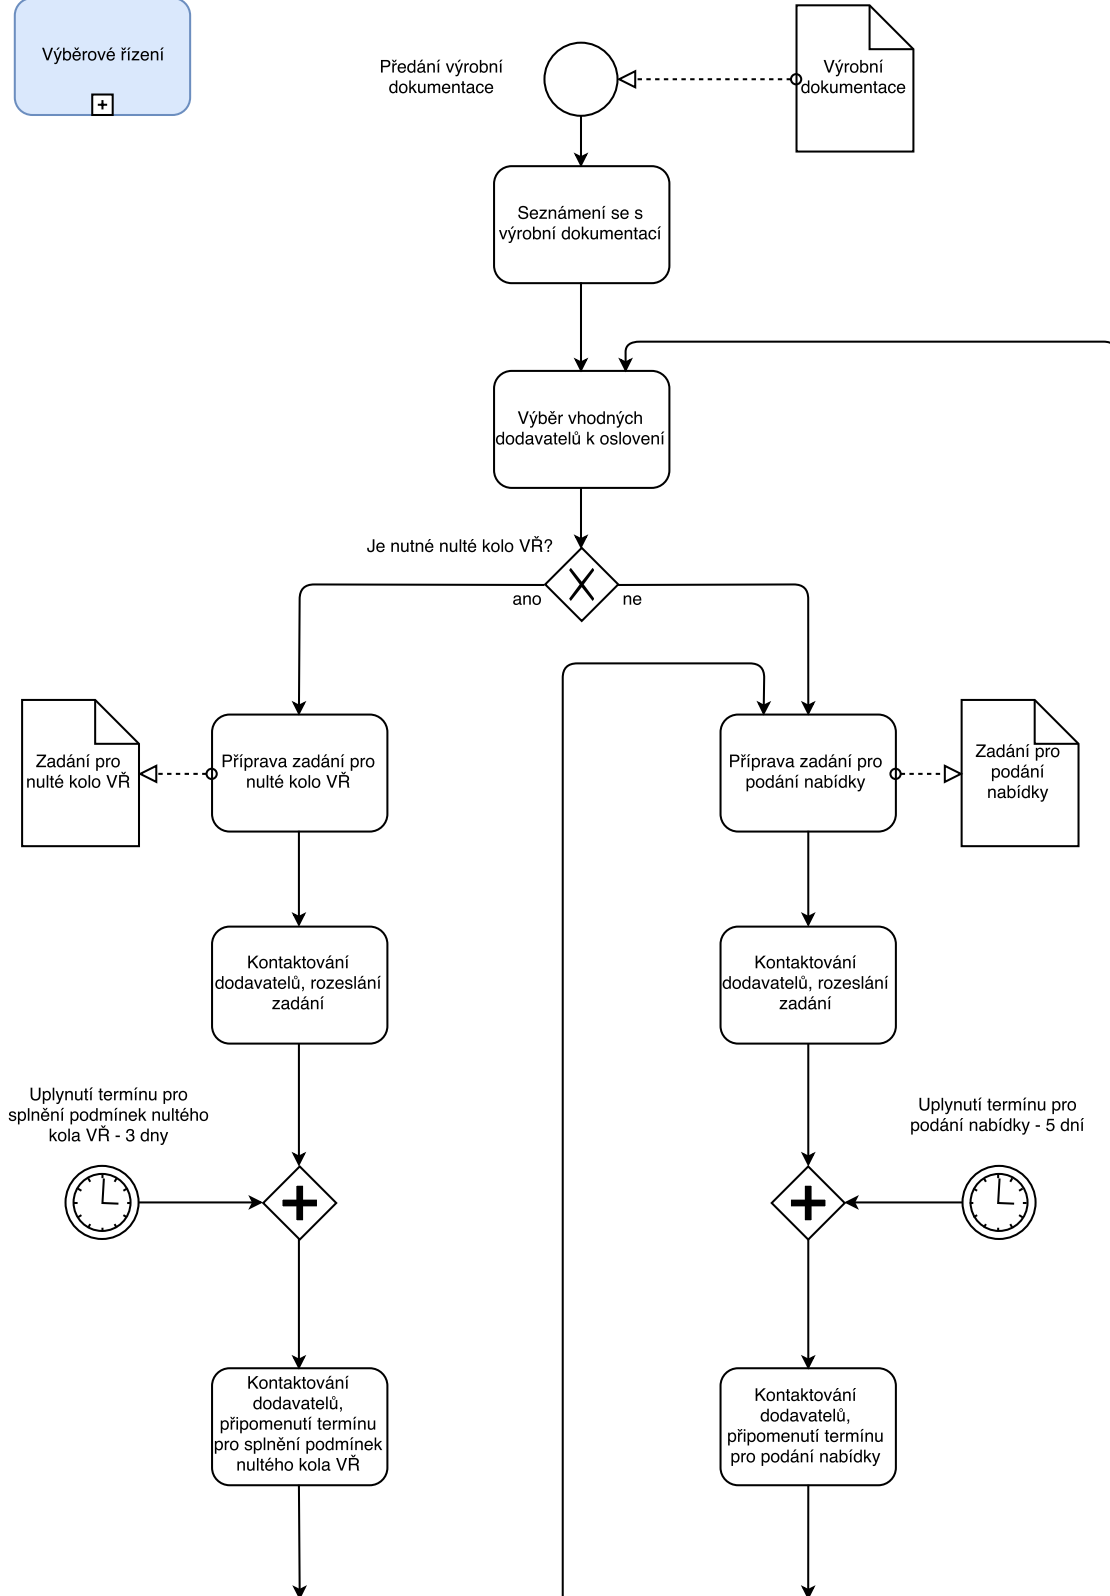 Výběrové řízení
Předání výrobní
dokumentace
Výrobní
dokumentace
Seznámení se s
výrobní dokumentací
Výběr vhodných
dodavatelů k oslovení
Je nutné nulté kolo VŘ?
ano
ne
Zadání pro
nulté kolo VŘ
Příprava zadání pro
nulté kolo VŘ
Příprava zadání pro
podání nabídky
Zadání pro
podání
nabídky
Kontaktování
dodavatelů, rozeslání
zadání
Kontaktování
dodavatelů, rozeslání
zadání
Uplynutí termínu pro
splnění podmínek nultého
kola VŘ - 3 dny
Uplynutí termínu pro
podání nabídky - 5 dní
Kontaktování
dodavatelů,
připomenutí termínu
pro splnění podmínek
nultého kola VŘ
Kontaktování
dodavatelů,
připomenutí termínu
pro podání nabídky